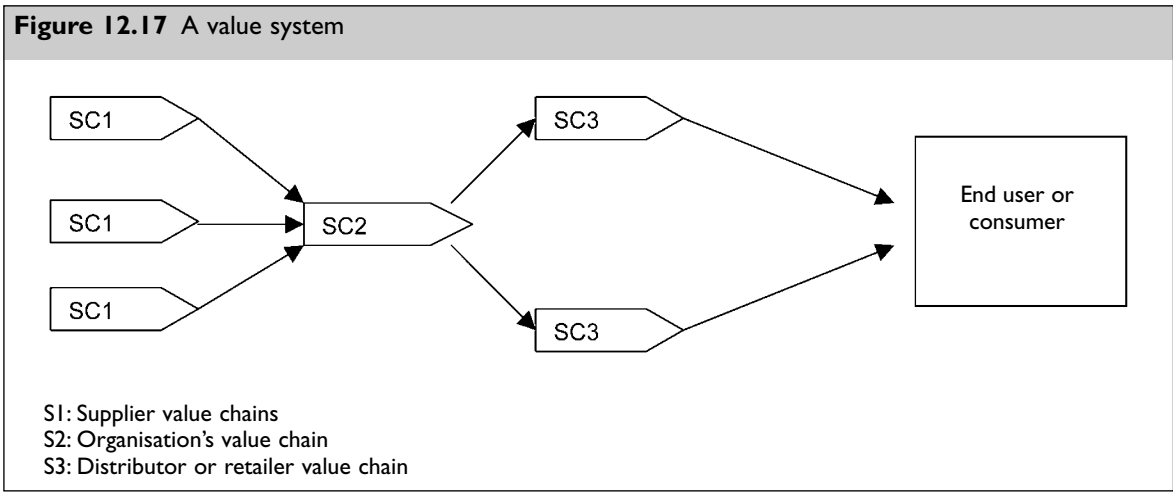 Figure 12.17 A value system
SC1
SC3
SC1
SC2
End user or
consumer
SC1
SC3
S1: Supplier value chains
S2: Organisation's value chain
S3: Distributor or retailer value chain